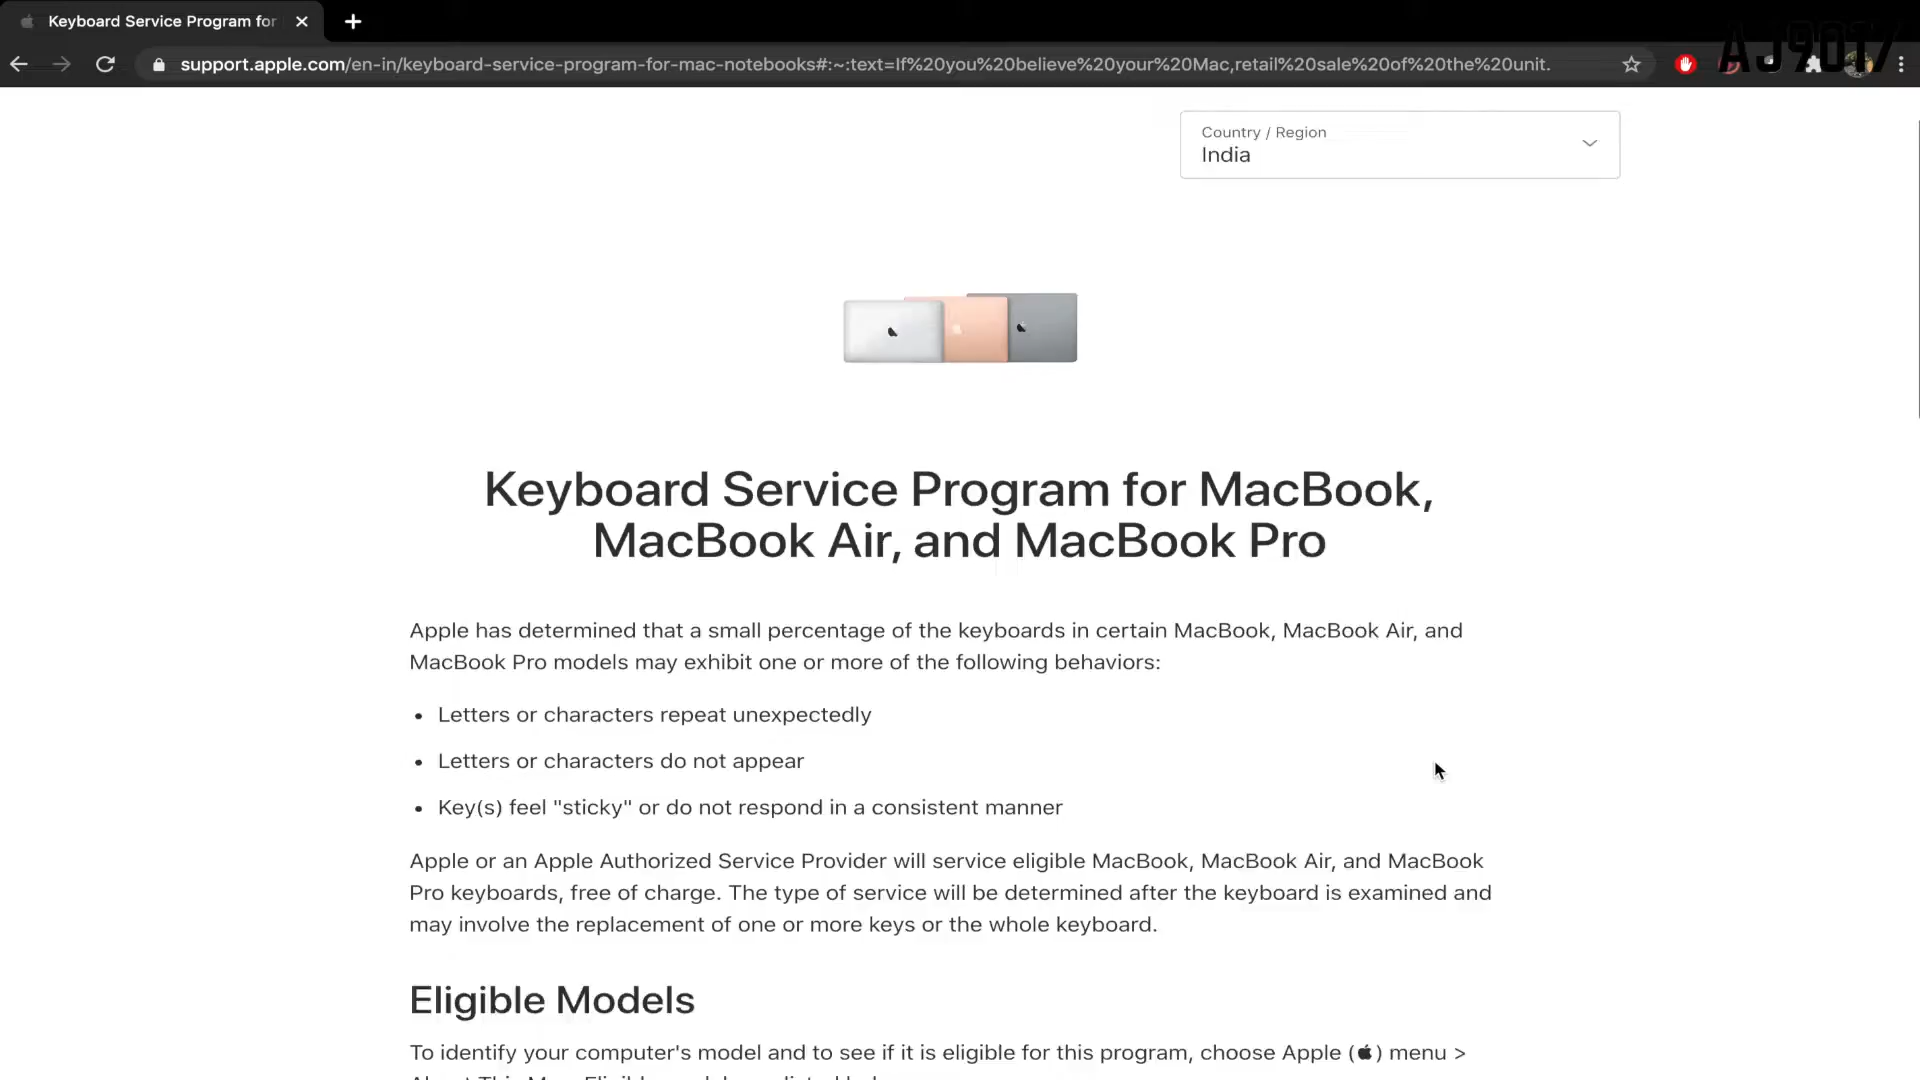 Keyboard Service Program for
support.apple.com/en-in/keyboard-service-program-for-mac-notebooks#:~:text=If%20you%20believe%20your%20Mac,retail%20sale%20of%20the%20unit.
AJ9017
Country / Region
India
Keyboard Service Program for MacBook,
MacBook Air, and MacBook Pro
Apple has determined that a small percentage of the keyboards in certain MacBook, MacBook Air, and
MacBook Pro models may exhibit one or more of the following behaviors:
• Letters or characters repeat unexpectedly
• Letters or characters do not appear
• Key(s) feel "sticky" or do not respond in a consistent manner
Apple or an Apple Authorized Service Provider will service eligible MacBook, MacBook Air, and MacBook
Pro keyboards, free of charge. The type of service will be determined after the keyboard is examined and
may involve the replacement of one or more keys or the whole keyboard.
Eligible Models
To identify your computer's model and to see if it is eligible for this program, choose Apple () menu >